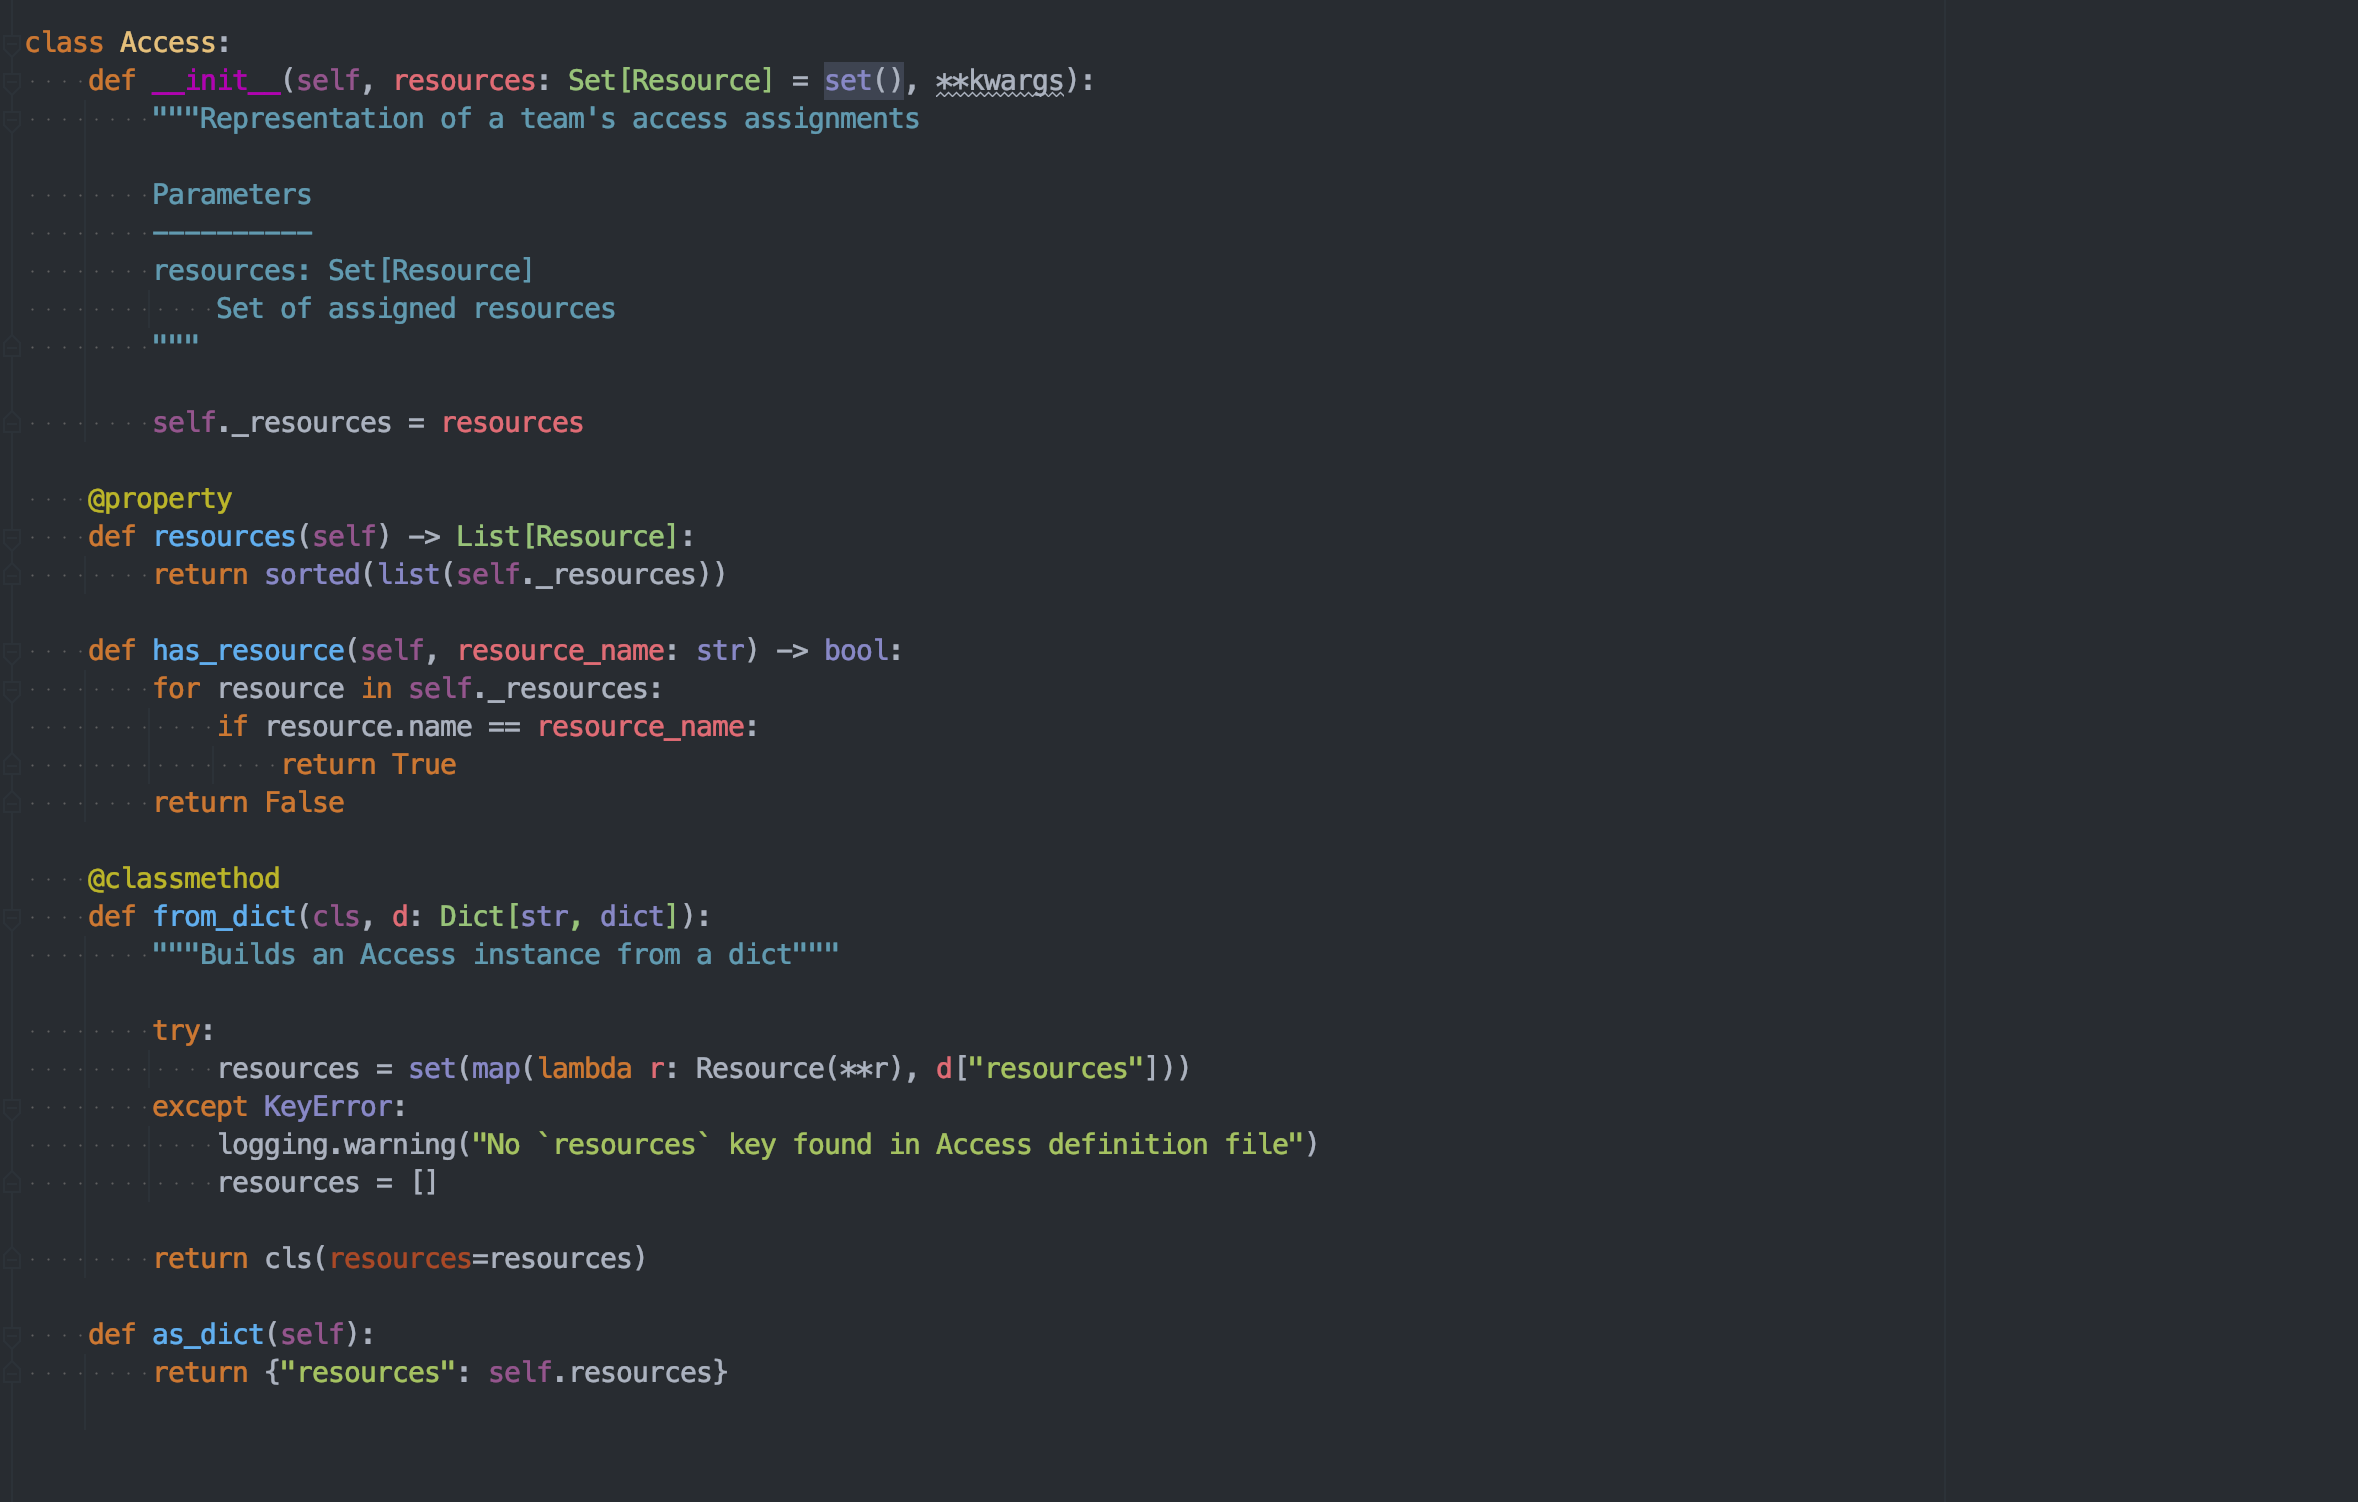 class Access:
    def __init__(self, resources: Set[Resource] = set(), **kwargs):
        """Representation of a team's access assignments

        Parameters
        ----------
        resources: Set[Resource]
            Set of assigned resources
        """

        self._resources = resources

    @property
    def resources(self) -> List[Resource]:
        return sorted(list(self._resources))

    def has_resource(self, resource_name: str) -> bool:
        for resource in self._resources:
            if resource.name == resource_name:
                return True
        return False

    @classmethod
    def from_dict(cls, d: Dict[str, dict]):
        """Builds an Access instance from a dict"""

        try:
            resources = set(map(lambda r: Resource(**r), d["resources"]))
        except KeyError:
            logging.warning("No `resources` key found in Access definition file")
            resources = []

        return cls(resources=resources)

    def as_dict(self):
        return {"resources": self.resources}